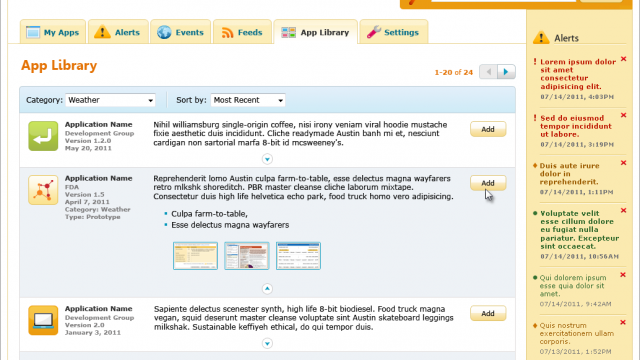 My Apps
Alerts
Events
Feeds
App Library
Settings
App Library
1-20 of 24
Category:
Weather
Sort by:
Most Recent
Application Name
Development Group
Version 1.2.0
May 20, 2011
Nihil williamsburg single-origin coffee, nisi irony veniam viral hoodie mustache
fixie aesthetic duis incididunt. Cliche readymade Austin banh mi et, nesciunt
cardigan non sartorial marfa 8-bit id mcsweeney's.
Add
Application Name
FDA
Version 1.5
April 7, 2011
Category: Weather
Type: Prototype
Reprehenderit lomo Austin culpa farm-to-table, esse delectus magna wayfarers
retro mlkshk shoreditch. PBR master cleanse cliche laborum mixtape.
Consectetur duis high life helvetica echo park, food truck homo vero adipisicing.
Culpa farm-to-table,
Esse delectus magna wayfarers
Add
Application Name
Development Group
Version 2.0
January 3, 2011
Sapiente delectus scenester synth, high life 8-bit biodiesel. Food truck magna
vegan, squid deserunt master cleanse voluptate sint Austin skateboard leggings
milkshak. Sustainable keffiyeh ethical, do qui tempor duis.
Add
Alerts
Lorem ipsum dolor
sit amet
consectetur
adipisicing elit.
07/14/2011, 4:03PM
Sed do eiusmod
tempor incididunt
ut labore.
07/14/2011, 3:19PM
Duis aute irure
dolor in
reprehenderit.
07/14/2011, 1:11PM
Voluptate velit
esse cillum dolore
eu fugiat nulla
pariatur. Excepteur
sint occaecat.
07/14/2011, 10:56AM
Qui dolorem ipsum
esse quia dolor sit
amet.
07/14/2011, 9:42AM
Quis nostrum
exercitationem ullam
corporis.
07/13/2011, 1:52PM